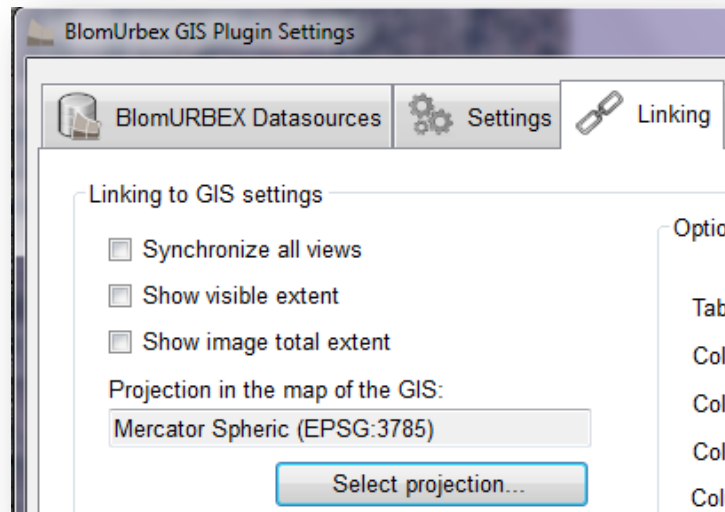 BlomUrbex GIS Plugin Settings
BlomURBEX Datasources Settings Linking
Linking to GIS settings
Synchronize all views
Show visible extent
Show image total extent
Projection in the map of the GIS:
Mercator Spheric (EPSG:3785)
Select projection...